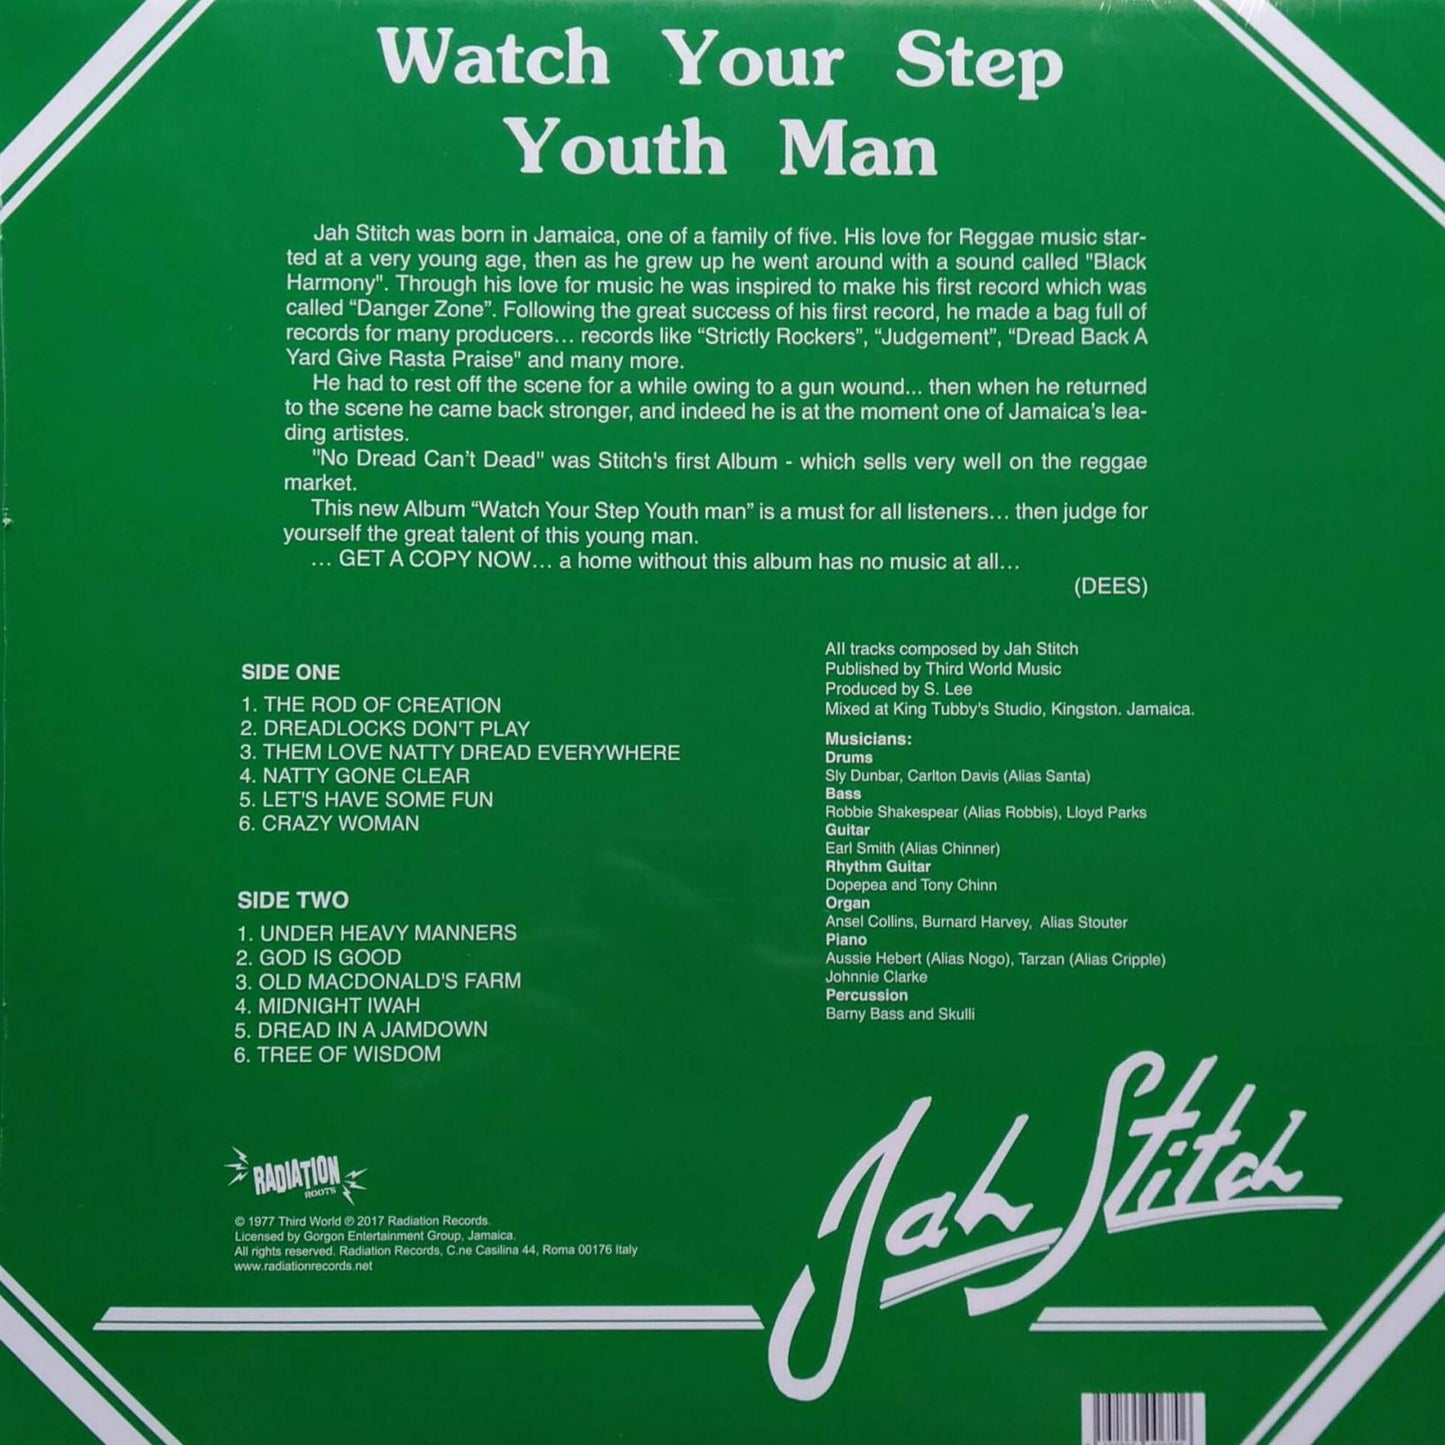 Watch Your Step
Youth Man
Jah Stitch was born in Jamaica, one of a family of five. His love for Reggae music star-
ted at a very young age, then as he grew up he went around with a sound called "Black
Harmony". Through his love for music he was inspired to make his first record which was
called “Danger Zone”. Following the great success of his first record, he made a bag full of
records for many producers… records like “Strictly Rockers”, “Judgement”, “Dread Back A
Yard Give Rasta Praise" and many more.
He had to rest off the scene for a while owing to a gun wound... then when he returned
to the scene he came back stronger, and indeed he is at the moment one of Jamaica’s lea-
ding artistes.
"No Dread Can’t Dead" was Stitch's first Album - which sells very well on the reggae
market.
This new Album “Watch Your Step Youth man” is a must for all listeners… then judge for
yourself the great talent of this young man.
… GET A COPY NOW… a home without this album has no music at all…
(DEES)
SIDE ONE
1. THE ROD OF CREATION
2. DREADLOCKS DON'T PLAY
3. THEM LOVE NATTY DREAD EVERYWHERE
4. NATTY GONE CLEAR
5. LET'S HAVE SOME FUN
6. CRAZY WOMAN
SIDE TWO
1. UNDER HEAVY MANNERS
2. GOD IS GOOD
3. OLD MACDONALD'S FARM
4. MIDNIGHT IWAH
5. DREAD IN A JAMDOWN
6. TREE OF WISDOM
All tracks composed by Jah Stitch
Published by Third World Music
Produced by S. Lee
Mixed at King Tubby’s Studio, Kingston. Jamaica.
Musicians:
Drums
Sly Dunbar, Carlton Davis (Alias Santa)
Bass
Robbie Shakespear (Alias Robbis), Lloyd Parks
Guitar
Earl Smith (Alias Chinner)
Rhythm Guitar
Dopepea and Tony Chinn
Organ
Ansel Collins, Burnard Harvey, Alias Stouter
Piano
Aussie Hebert (Alias Nogo), Tarzan (Alias Cripple)
Johnnie Clarke
Percussion
Barny Bass and Skulli
RADIATION
ROOTS
© 1977 Third World ℗ 2017 Radiation Records.
Licensed by Gorgon Entertainment Group, Jamaica.
All rights reserved. Radiation Records, C.ne Casilina 44, Roma 00176 Italy
www.radiationrecords.net
Jah Stitch